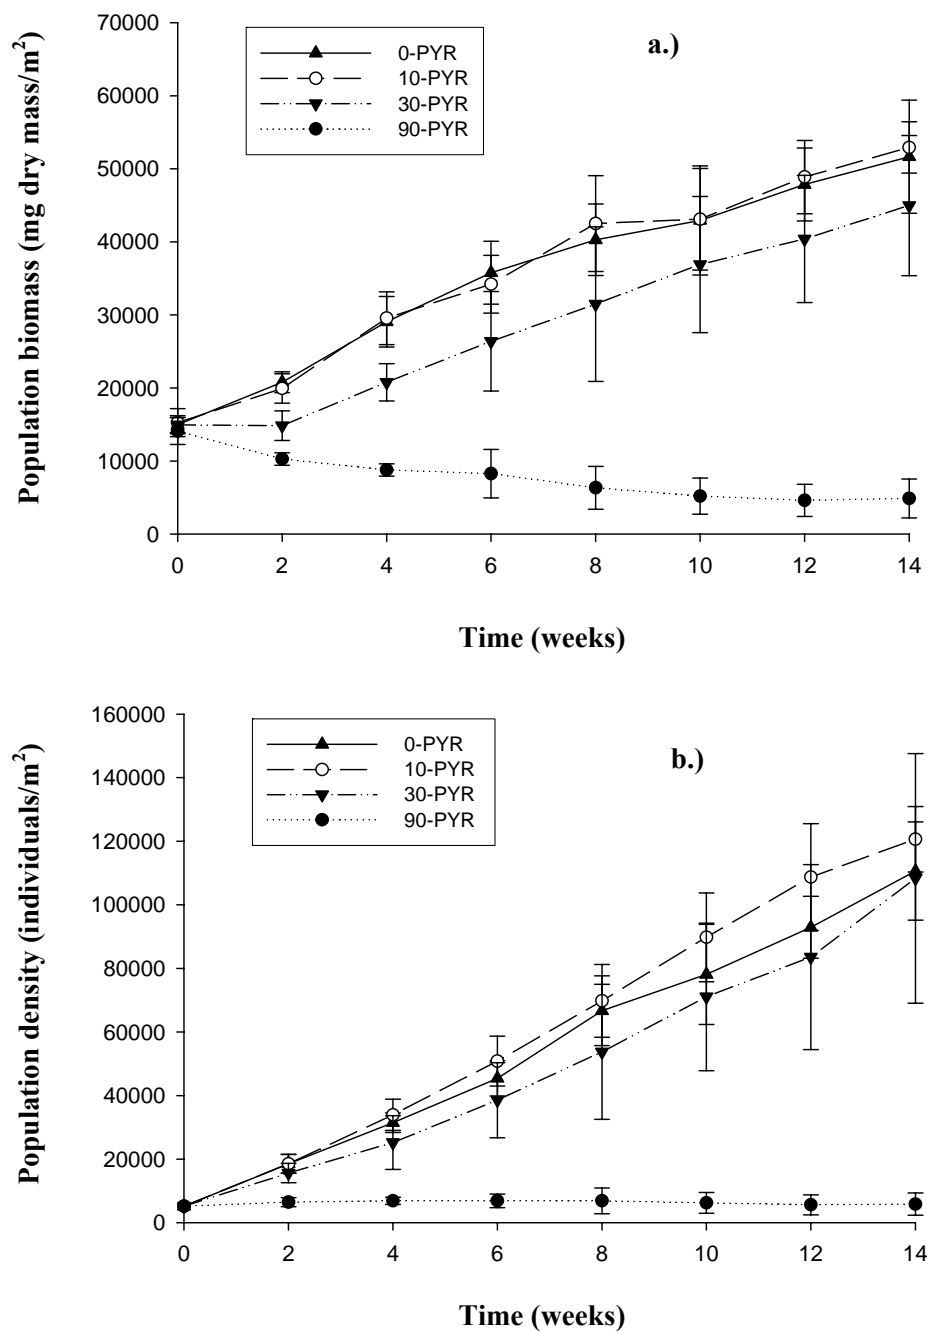 a.)
0-PYR
10-PYR
30-PYR
90-PYR
Population biomass (mg dry mass/m²)
70000
60000
50000
40000
30000
20000
10000
0
0 2 4 6 8 10 12 14
Time (weeks)
b.)
0-PYR
10-PYR
30-PYR
90-PYR
Population density (individuals/m²)
160000
140000
120000
100000
80000
60000
40000
20000
0
0 2 4 6 8 10 12 14
Time (weeks)